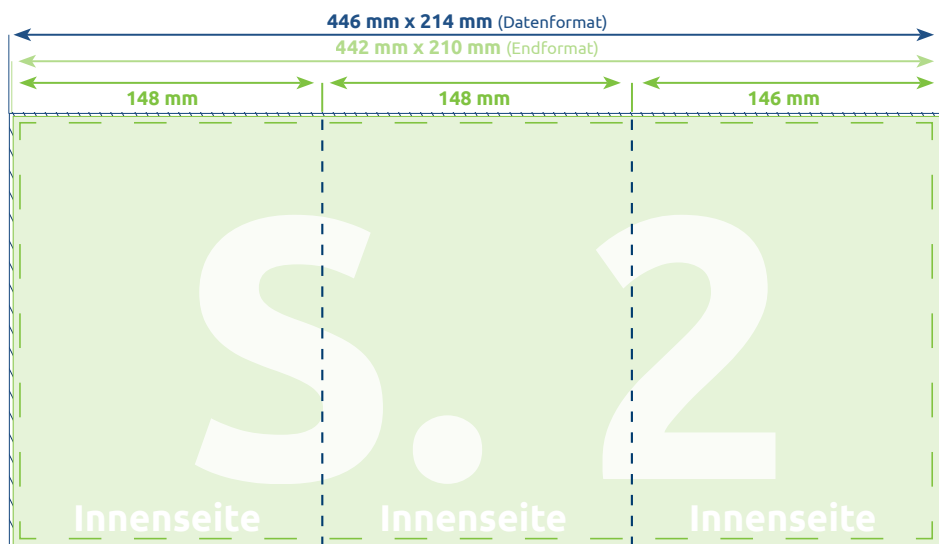 446 mm x 214 mm (Datenformat)
442 mm x 210 mm (Endformat)
148 mm 148 mm 146 mm
S. 2
Innenseite Innenseite Innenseite